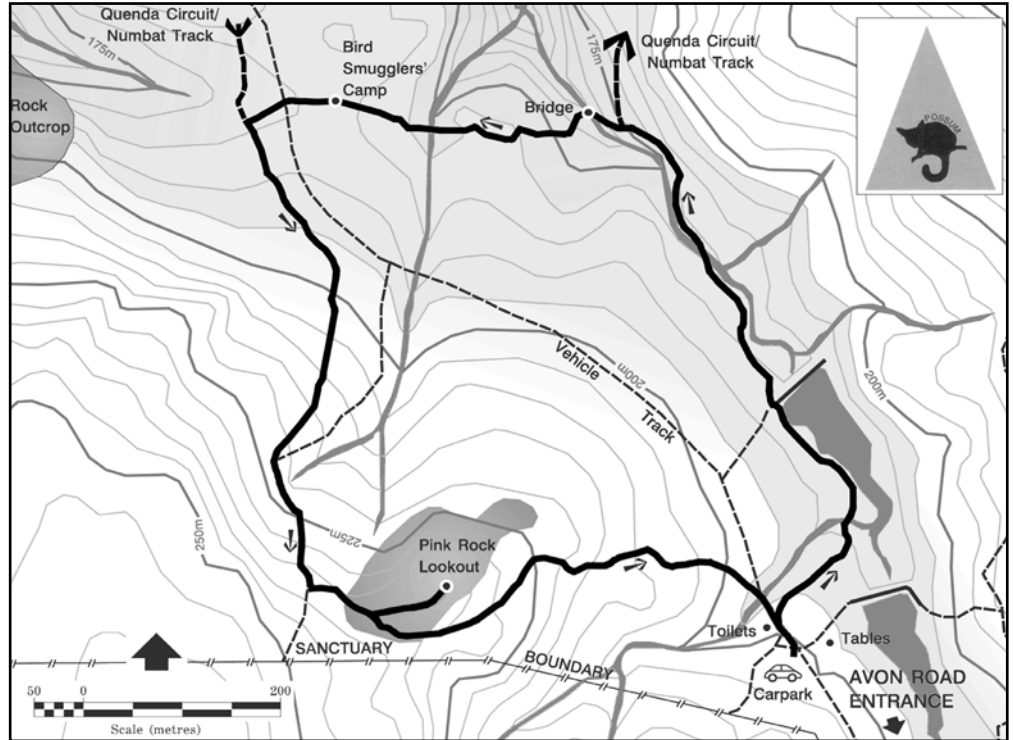 Quenda Circuit/
Numbat Track
Bird
Smugglers'
Camp
175m
Quenda Circuit/
Numbat Track
POSSUM
175m
Rock
Outcrop
Bridge
Vehicle
Track
200m
200m
250m
225m
Pink Rock
Lookout
Toilets
Tables
SANCTUARY
BOUNDARY
Carpark
AVON ROAD
ENTRANCE
50
0
200
Scale (metres)